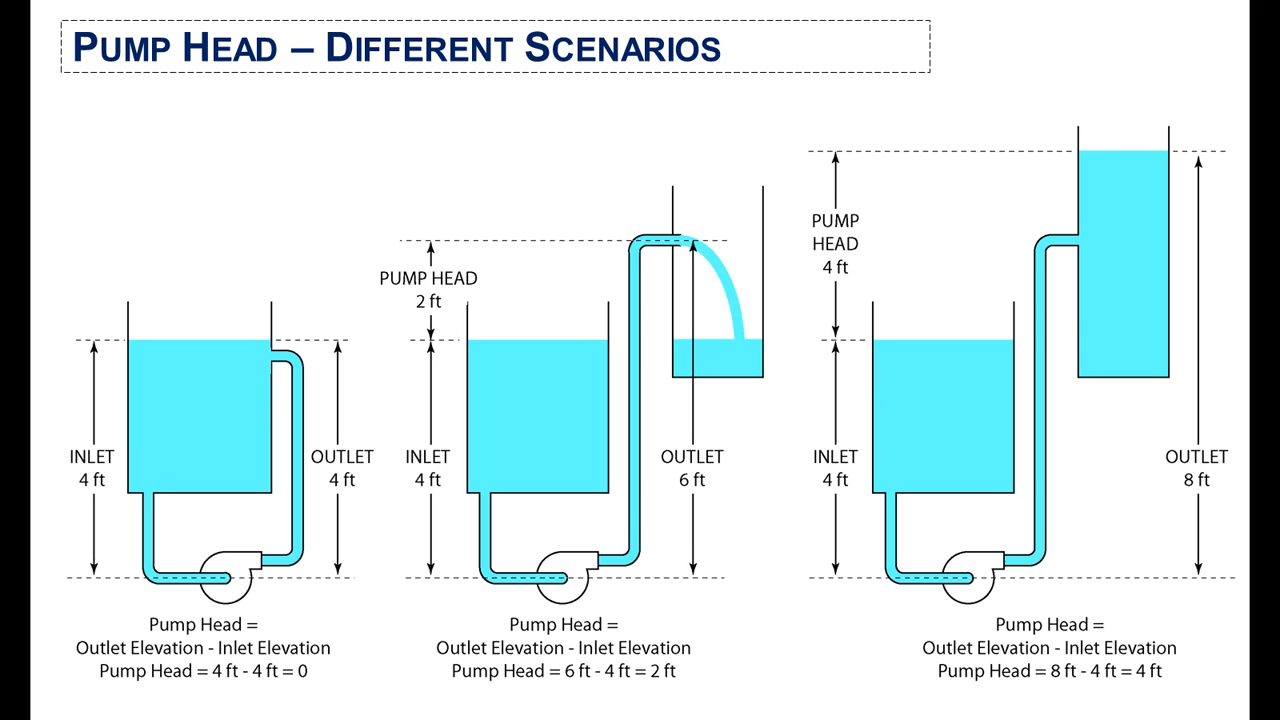 PUMP HEAD – DIFFERENT SCENARIOS
INLET
4 ft
OUTLET
4 ft
Pump Head =
Outlet Elevation - Inlet Elevation
Pump Head = 4 ft - 4 ft = 0
PUMP HEAD
2 ft
INLET
4 ft
OUTLET
6 ft
Pump Head =
Outlet Elevation - Inlet Elevation
Pump Head = 6 ft - 4 ft = 2 ft
PUMP
HEAD
4 ft
INLET
4 ft
OUTLET
8 ft
Pump Head =
Outlet Elevation - Inlet Elevation
Pump Head = 8 ft - 4 ft = 4 ft